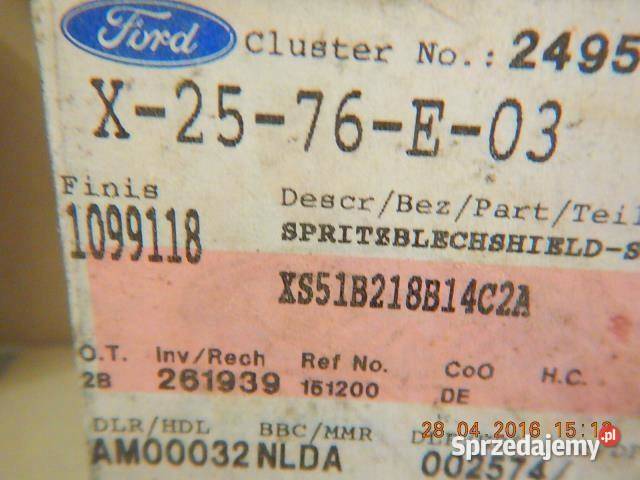 Ford Cluster No.: 2495
X-25-76-E-03
Finis Descr/Bez/Part/Teil
1099118 SPRITZBLECHSHIELD-S
XS51B218B14C2A
O.T. Inv/Rech Ref No. CoO H.C.
2B 261939 151200 DE
DLR/HDL BBC/MMR
28 04 2016 15:18
AM00032 NLDA 002574/
Sprzedajemy.pl